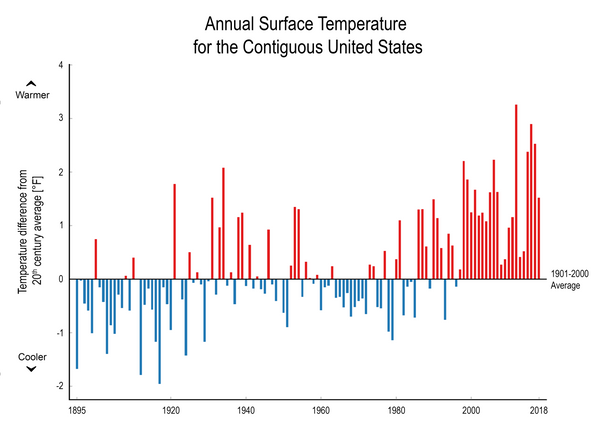 Annual Surface Temperature
for the Contiguous United States
Warmer
Cooler
Temperature difference from
20th century average [°F]
4
3
2
1
0
-1
-2
1901-2000
Average
1895
1920
1940
1960
1980
2000
2018